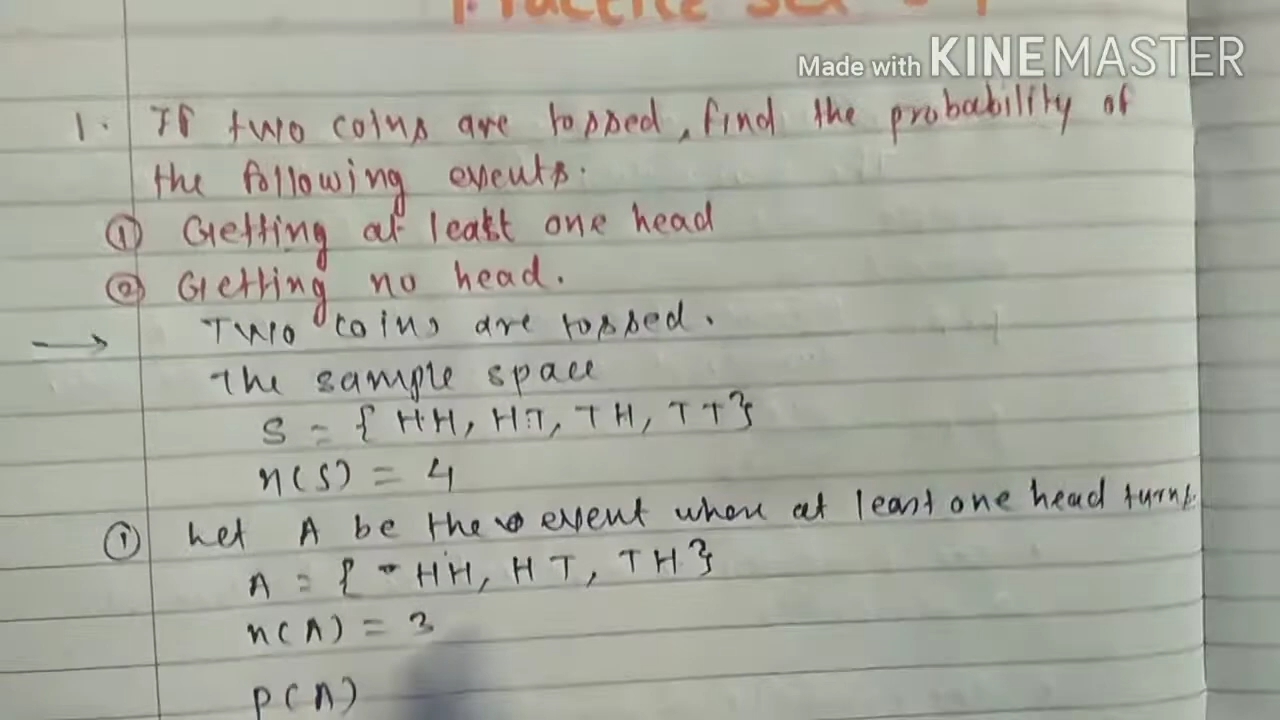 Made with KINEMASTER
1. If two coins are tossed, find the probability of
the following events.
① Getting at least one head
② Getting no head.
→ Two coins are tossed.
The sample space
S = { HH, HT, TH, TT}
n(S) = 4
① Let A be the event when at least one head turns
A = { HH, HT, TH}
n(A) = 3
P(A)